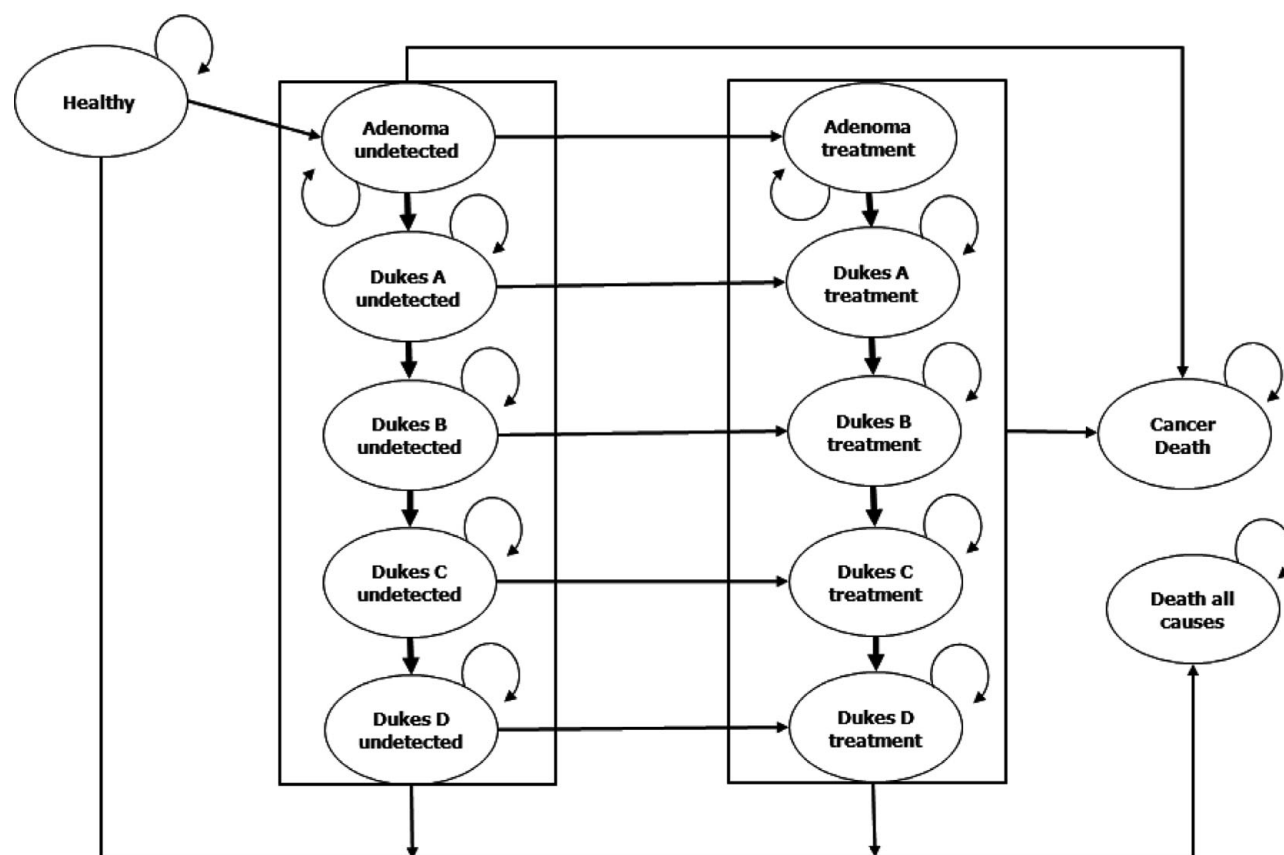 Healthy
Adenoma
undetected
Adenoma
treatment
Dukes A
undetected
Dukes A
treatment
Dukes B
undetected
Dukes B
treatment
Cancer
Death
Dukes C
undetected
Dukes C
treatment
Death all
causes
Dukes D
undetected
Dukes D
treatment